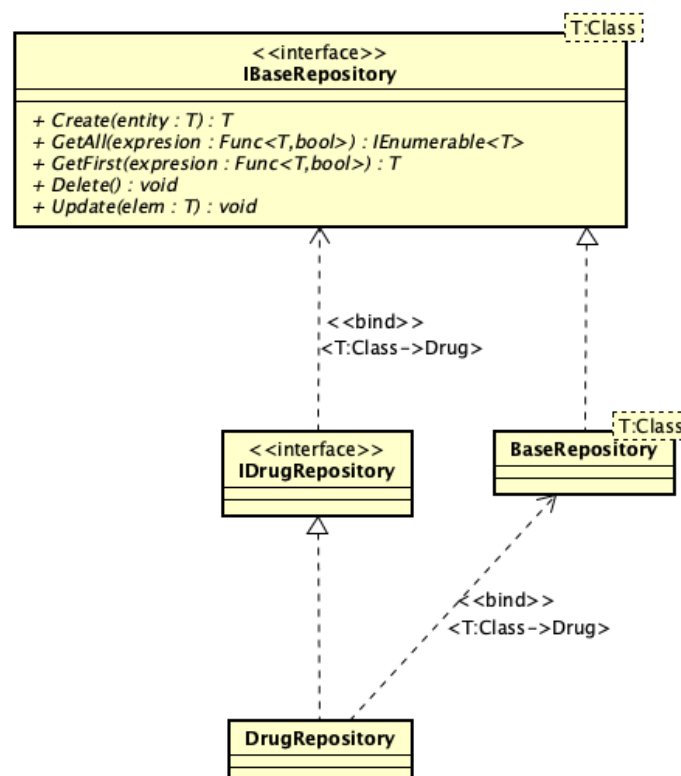 T:Class
<<interface>>
IBaseRepository
+ Create(entity : T) : T
+ GetAll(expresion : Func<T,bool>) : IEnumerable<T>
+ GetFirst(expresion : Func<T,bool>) : T
+ Delete() : void
+ Update(elem : T) : void
<<bind>>
<T:Class->Drug>
<<interface>>
IDrugRepository
T:Class
BaseRepository
<<bind>>
<T:Class->Drug>
DrugRepository